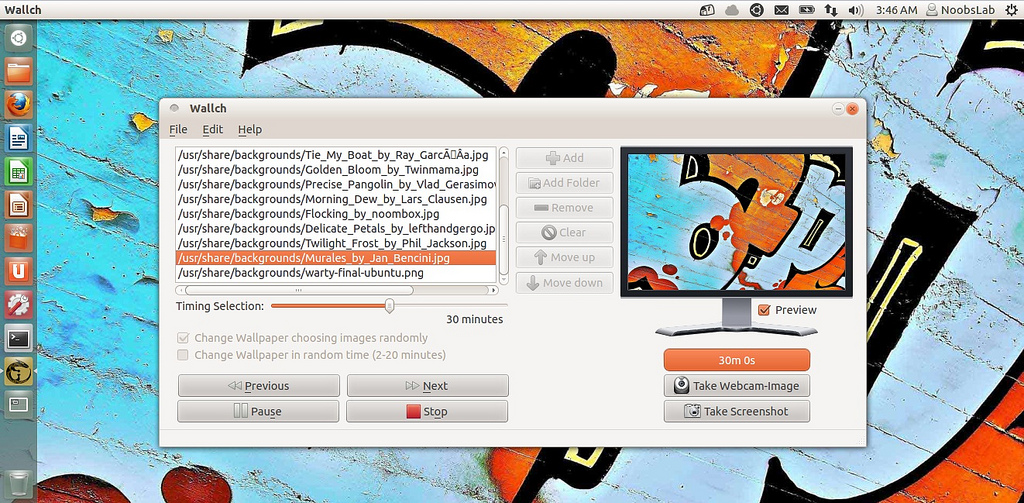 Wallch
3:46 AM
NoobsLab
Wallch
File Edit Help
/usr/share/backgrounds/Tie_My_Boat_by_Ray_GarcÃ­Âa.jpg
/usr/share/backgrounds/Golden_Bloom_by_Twinmama.jpg
/usr/share/backgrounds/Precise_Pangolin_by_Vlad_Gerasimov
/usr/share/backgrounds/Morning_Dew_by_Lars_Clausen.jpg
/usr/share/backgrounds/Flocking_by_noombox.jpg
/usr/share/backgrounds/Delicate_Petals_by_lefthandgergo.jp
/usr/share/backgrounds/Twilight_Frost_by_Phil_Jackson.jpg
/usr/share/backgrounds/Murales_by_Jan_Bencini.jpg
/usr/share/backgrounds/warty-final-ubuntu.png
Add
Add Folder
Remove
Clear
Move up
Move down
Timing Selection:
30 minutes
Change Wallpaper choosing images randomly
Change Wallpaper in random time (2-20 minutes)
Previous
Next
Pause
Stop
Preview
30m 0s
Take Webcam-Image
Take Screenshot